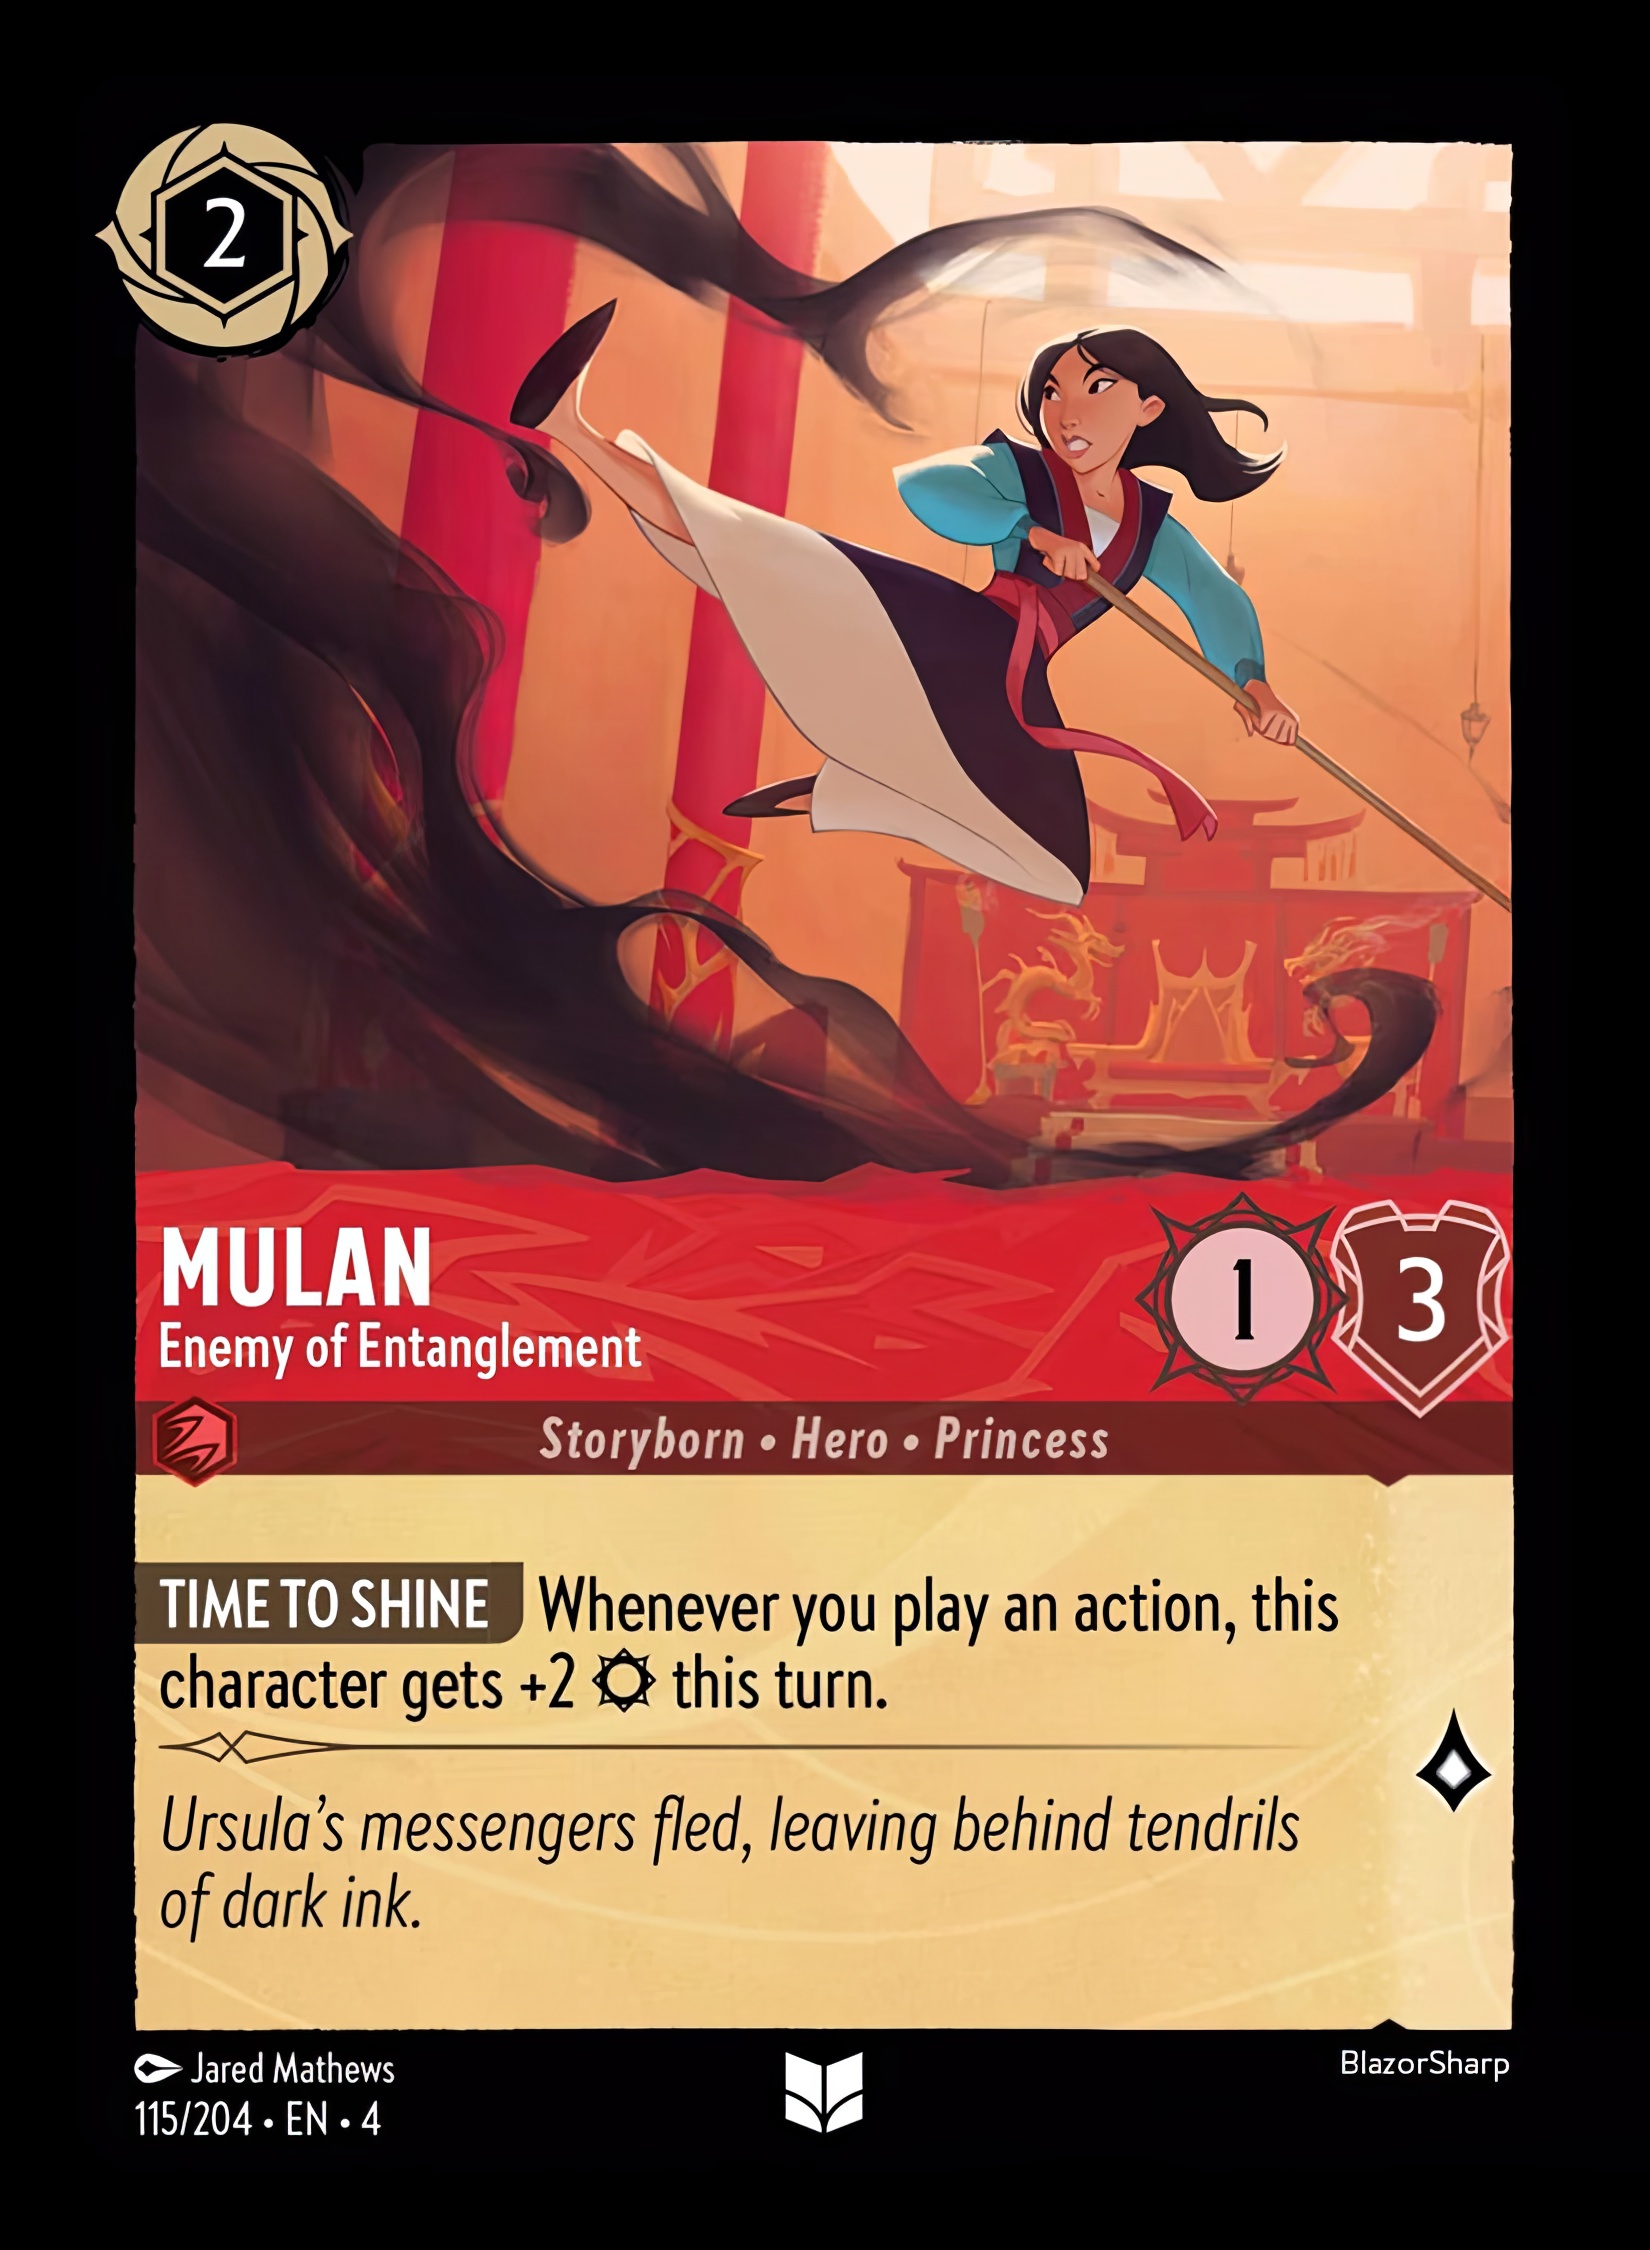 2
MULAN
Enemy of Entanglement
1
3
Storyborn • Hero • Princess
TIME TO SHINE Whenever you play an action, this
character gets +2 this turn.
Ursula's messengers fled, leaving behind tendrils
of dark ink.
Jared Mathews
BlazorSharp
115/204 • EN • 4